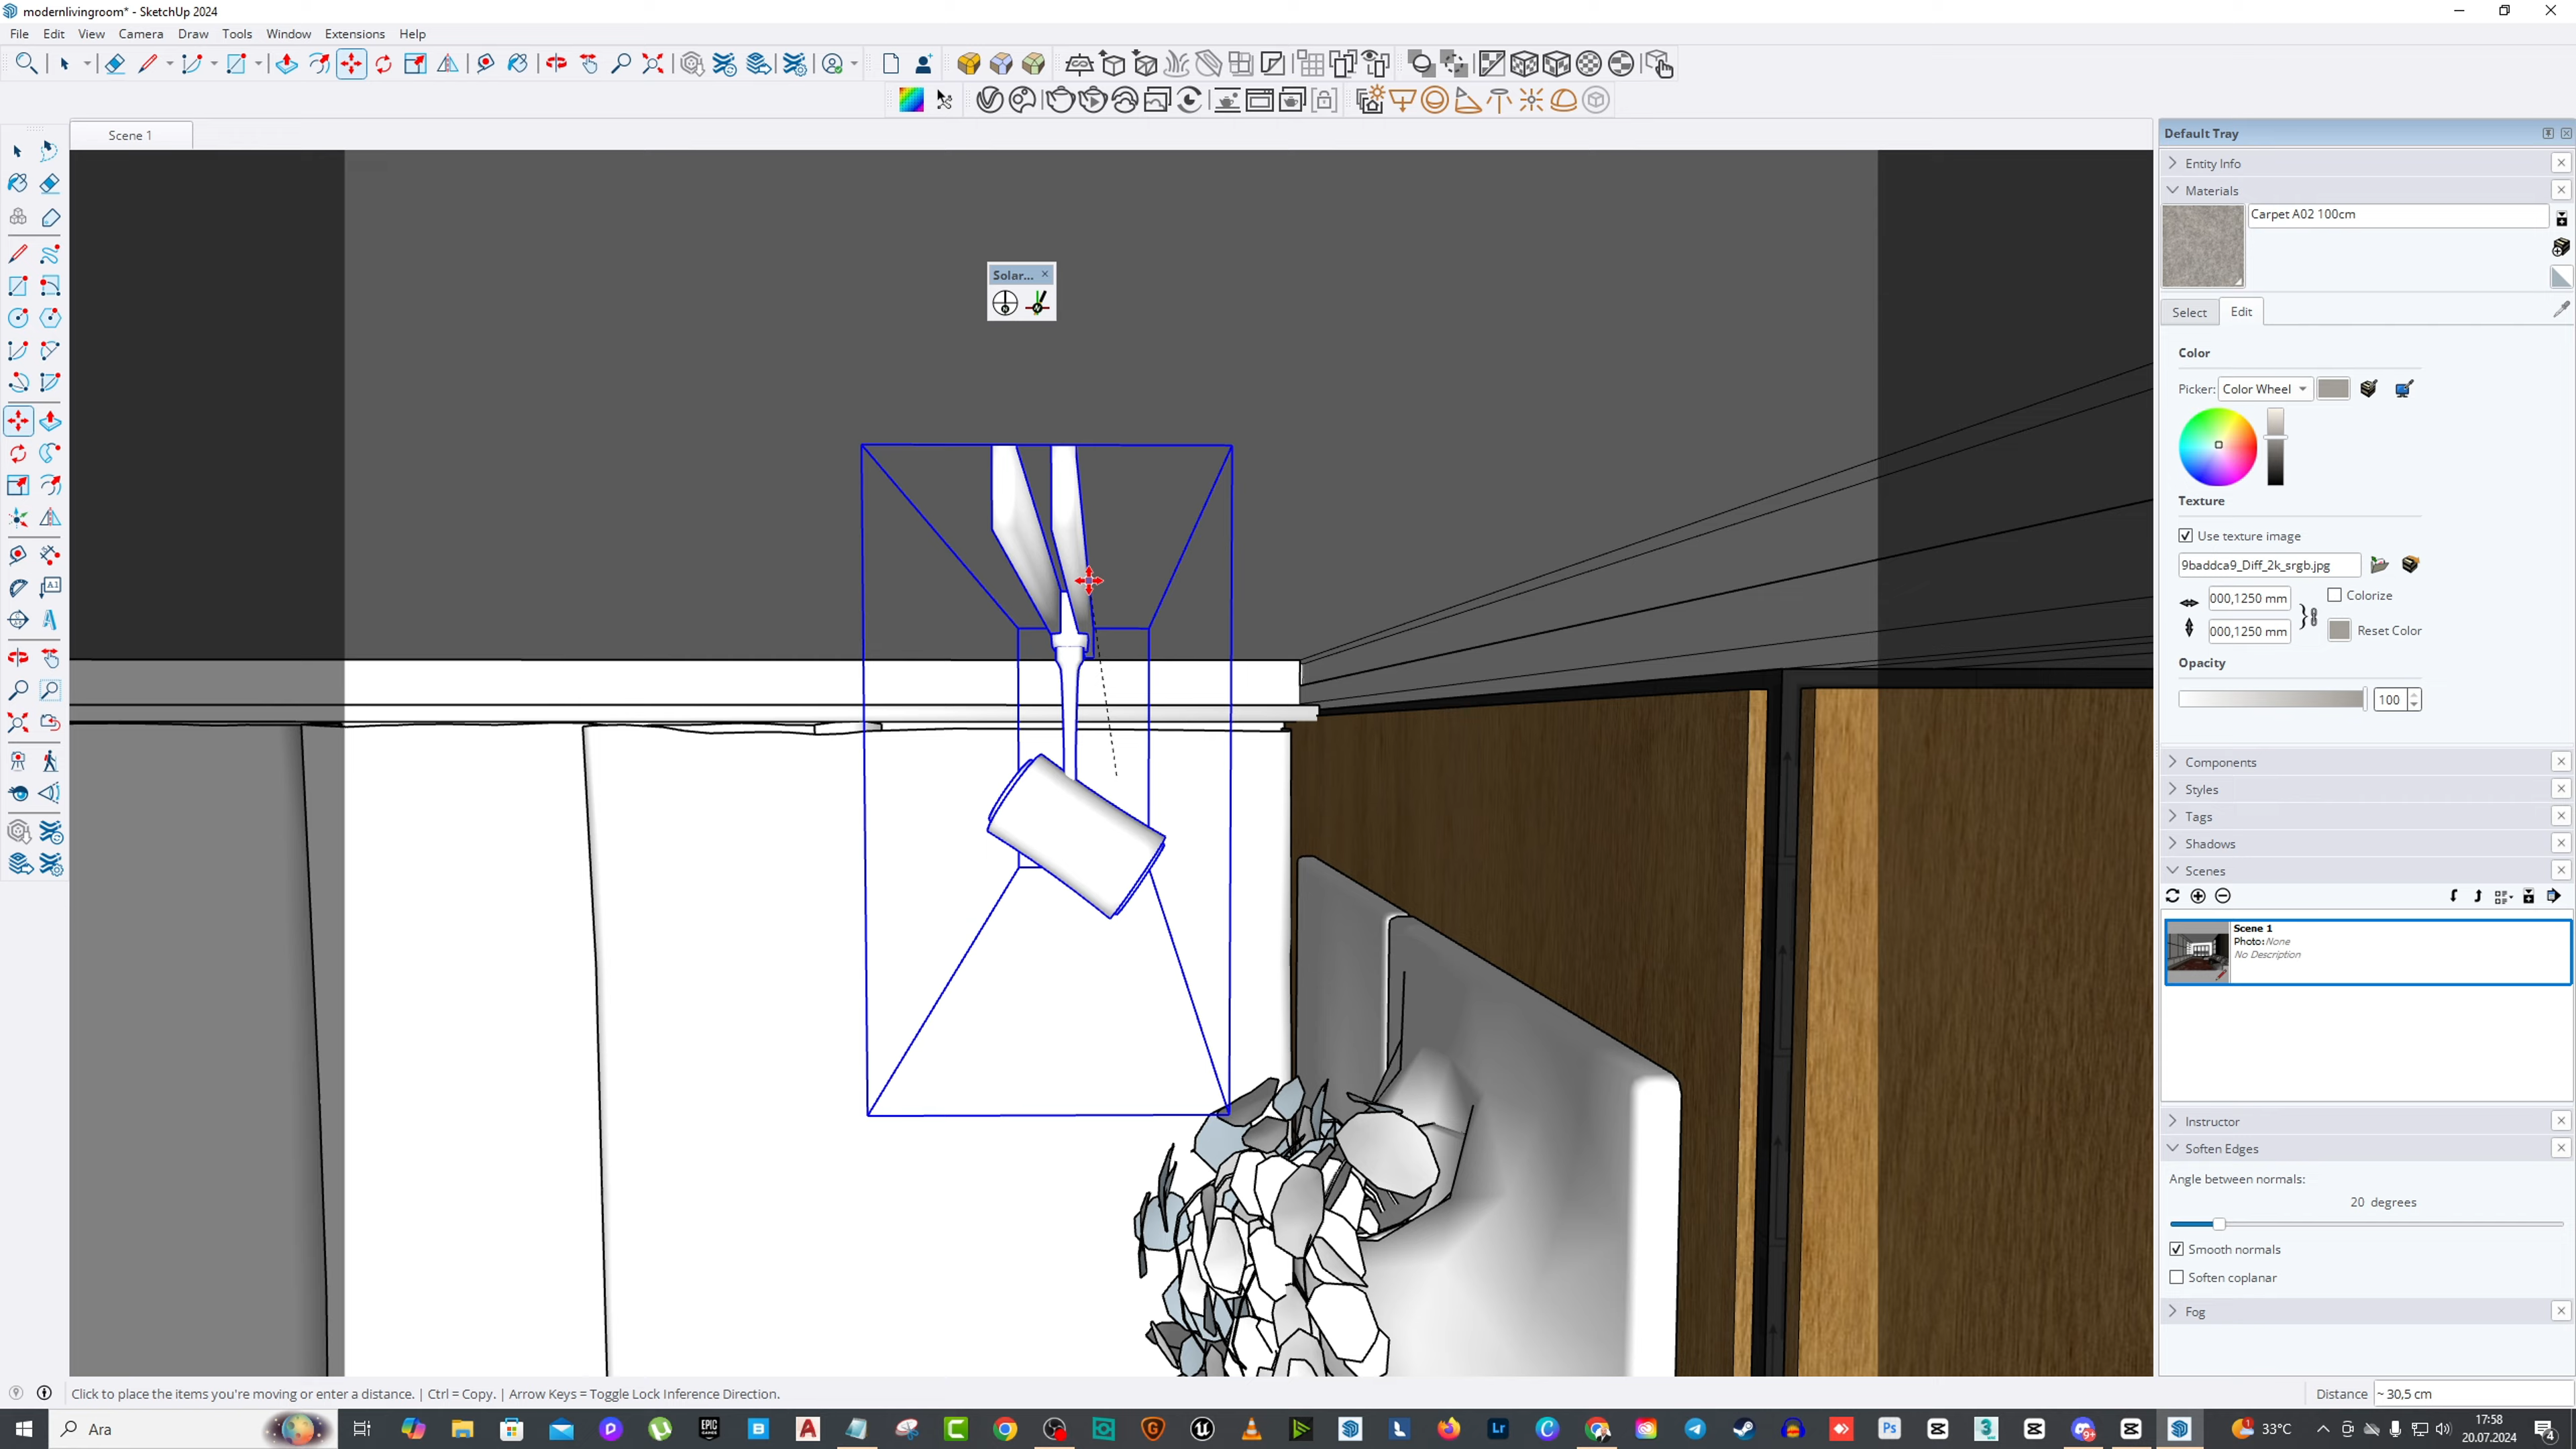 modernlivingroom* - SketchUp 2024
File Edit View Camera Draw Tools Window Extensions Help
Scene 1
Solar...
Default Tray
Entity Info
Materials
Carpet A02 100cm
Select Edit
Color
Picker: Color Wheel
Texture
Use texture image
9baddca9_Diff_2k_srgb.jpg
000,1250 mm Colorize
000,1250 mm Reset Color
Opacity
100
Components
Styles
Tags
Shadows
Scenes
Scene 1
Photo: None
No Description
Instructor
Soften Edges
Angle between normals:
20 degrees
Smooth normals
Soften coplanar
Fog
Click to place the items you're moving or enter a distance. | Ctrl = Copy. | Arrow Keys = Toggle Lock Inference Direction.
Distance ~ 30,5 cm
Ara
33°C
17:58
20.07.2024